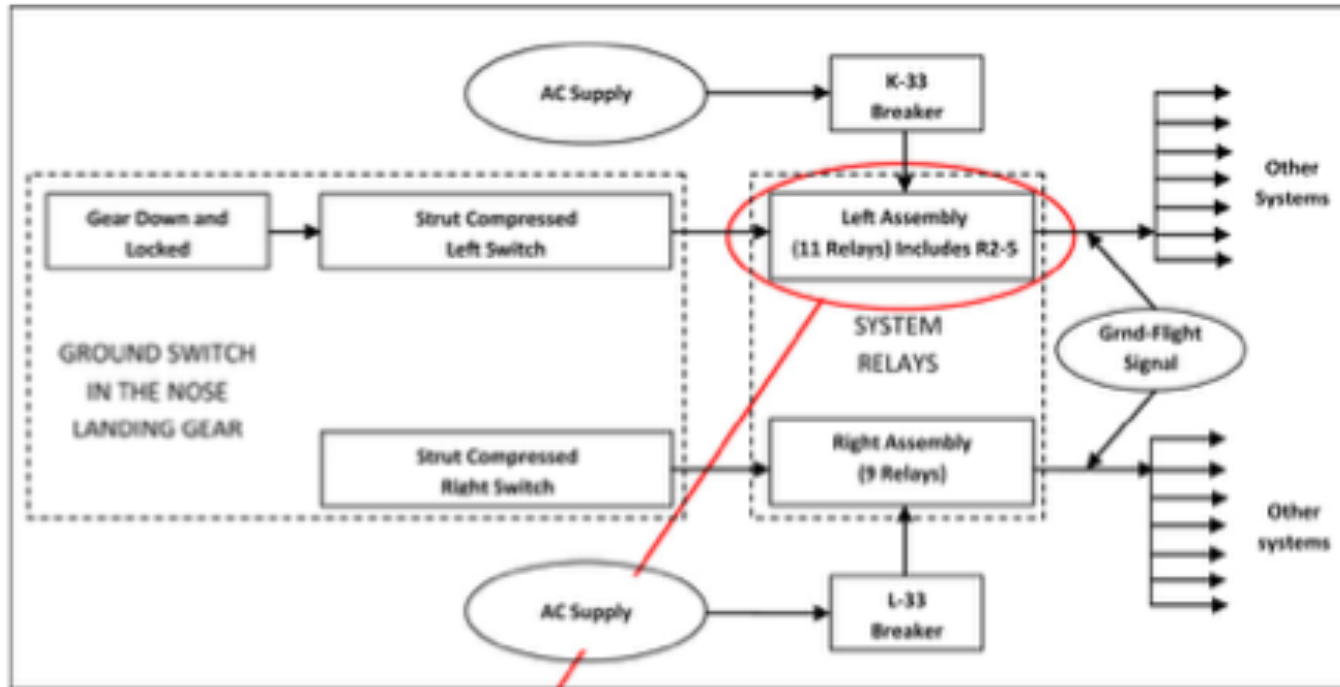 AC Supply
K-33
Breaker
Other
Systems
Gear Down and
Locked
Strut Compressed
Left Switch
Left Assembly
(11 Relays) Includes R2-5
GROUND SWITCH
IN THE NOSE
LANDING GEAR
SYSTEM
RELAYS
Grnd-Flight
Signal
Strut Compressed
Right Switch
Right Assembly
(9 Relays)
Other
systems
AC Supply
L-33
Breaker